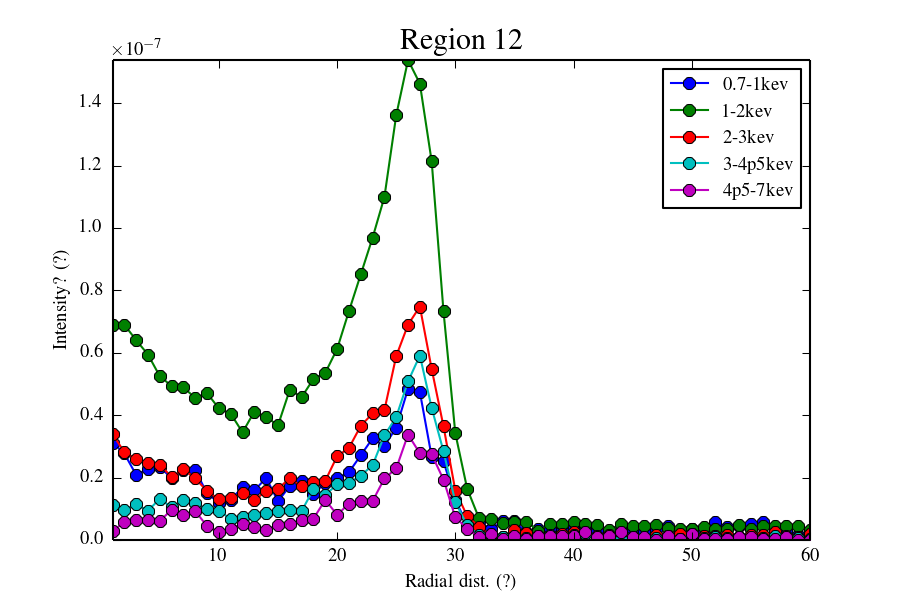 Region 12
×10⁻⁷
1.4
1.2
1.0
0.8
0.6
0.4
0.2
0.0
Intensity? (?)
10 20 30 40 50 60
Radial dist. (?)
0.7-1kev
1-2kev
2-3kev
3-4p5kev
4p5-7kev